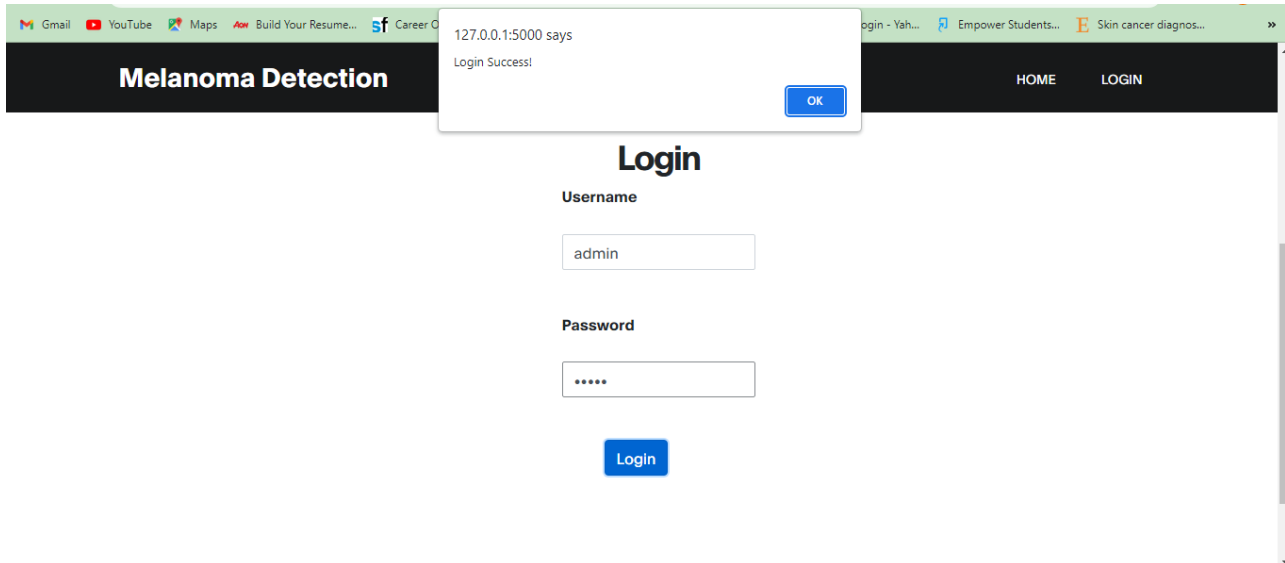 Gmail YouTube Maps Build Your Resume... Career O ogin - Yah... Empower Students... Skin cancer diagnos... »
127.0.0.1:5000 says
Login Success!
OK
Melanoma Detection HOME LOGIN
Login
Username
admin
Password
•••••
Login